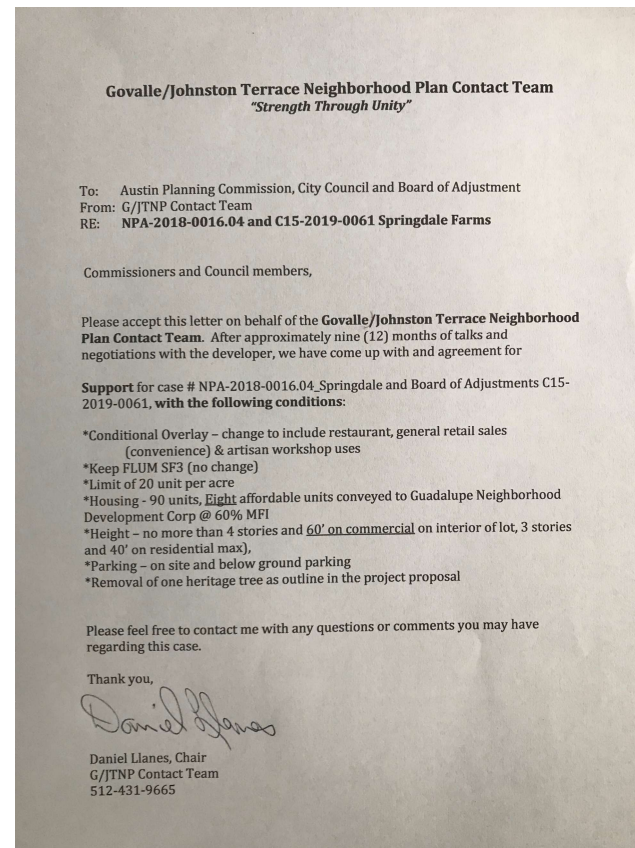 Govalle/Johnston Terrace Neighborhood Plan Contact Team
"Strength Through Unity"
To: Austin Planning Commission, City Council and Board of Adjustment
From: G/JTNP Contact Team
RE: NPA-2018-0016.04 and C15-2019-0061 Springdale Farms
Commissioners and Council members,
Please accept this letter on behalf of the Govalle/Johnston Terrace Neighborhood
Plan Contact Team. After approximately nine (12) months of talks and
negotiations with the developer, we have come up with and agreement for
Support for case # NPA-2018-0016.04_Springdale and Board of Adjustments C15-
2019-0061, with the following conditions:
*Conditional Overlay – change to include restaurant, general retail sales
(convenience) & artisan workshop uses
*Keep FLUM SF3 (no change)
*Limit of 20 unit per acre
*Housing - 90 units, Eight affordable units conveyed to Guadalupe Neighborhood
Development Corp @ 60% MFI
*Height – no more than 4 stories and 60' on commercial on interior of lot, 3 stories
and 40' on residential max),
*Parking – on site and below ground parking
*Removal of one heritage tree as outline in the project proposal
Please feel free to contact me with any questions or comments you may have
regarding this case.
Thank you,
Daniel Llanes
Daniel Llanes, Chair
G/JTNP Contact Team
512-431-9665